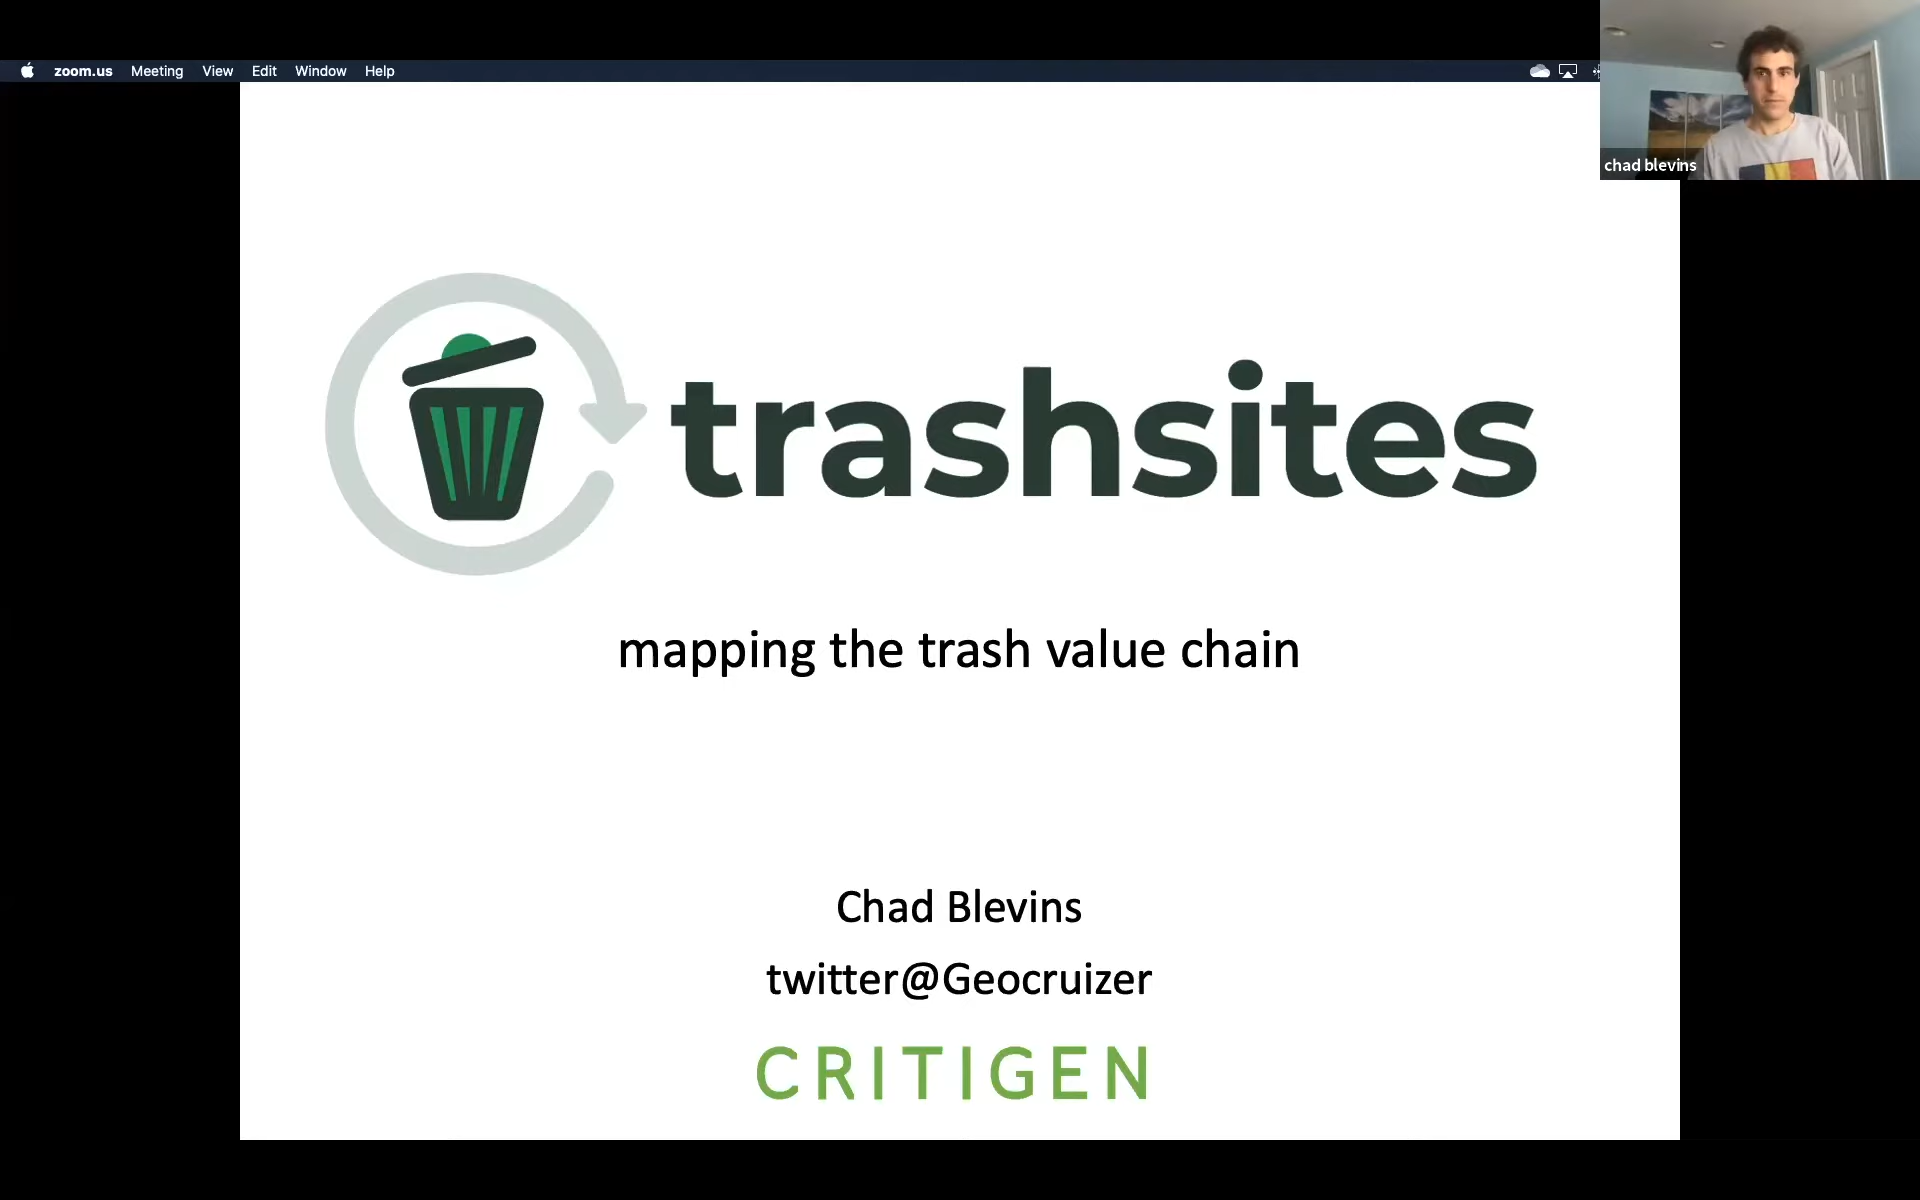 zoom.us Meeting View Edit Window Help
chad blevins
trashsites
mapping the trash value chain
Chad Blevins
twitter@Geocruizer
CRITIGEN